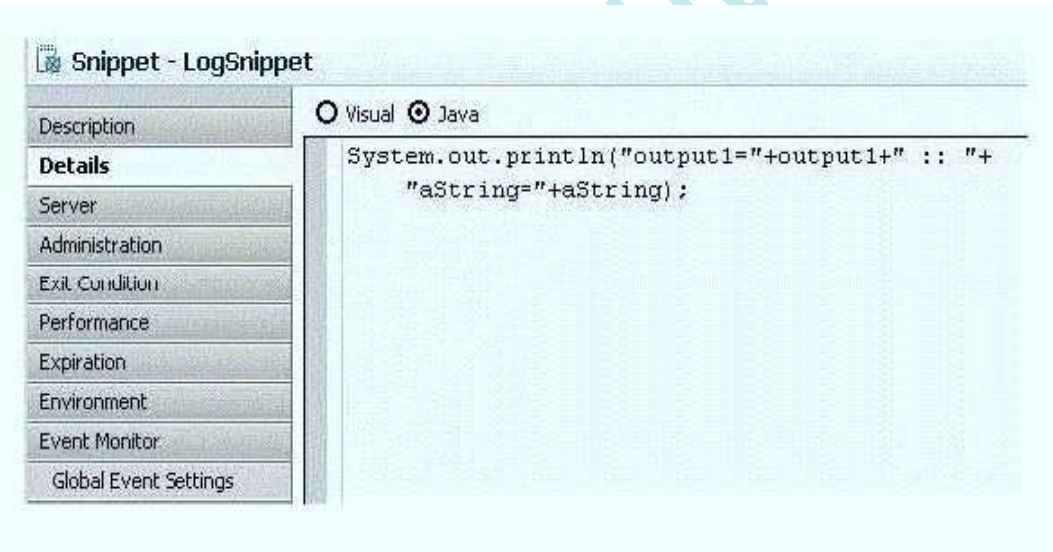 Snippet - LogSnippet
Description
Details
Server
Administration
Exit Condition
Performance
Expiration
Environment
Event Monitor
Global Event Settings
Visual Java
System.out.println("output1="+output1+" :: "+
"aString="+aString);